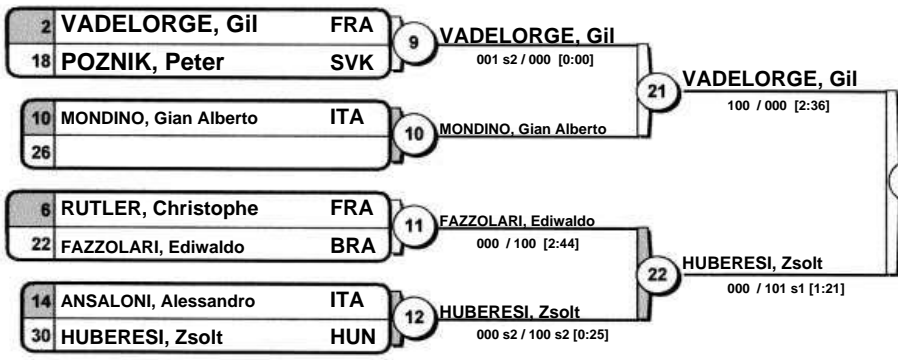 2 VADELORGE, Gil FRA
18 POZNIK, Peter SVK
9
VADELORGE, Gil
001 s2 / 000 [0:00]
10 MONDINO, Gian Alberto ITA
26
10
MONDINO, Gian Alberto
21
VADELORGE, Gil
100 / 000 [2:36]
6 RUTLER, Christophe FRA
22 FAZZOLARI, Ediwaldo BRA
11
FAZZOLARI, Ediwaldo
000 / 100 [2:44]
14 ANSALONI, Alessandro ITA
30 HUBERESI, Zsolt HUN
12
HUBERESI, Zsolt
000 s2 / 100 s2 [0:25]
22
HUBERESI, Zsolt
000 / 101 s1 [1:21]